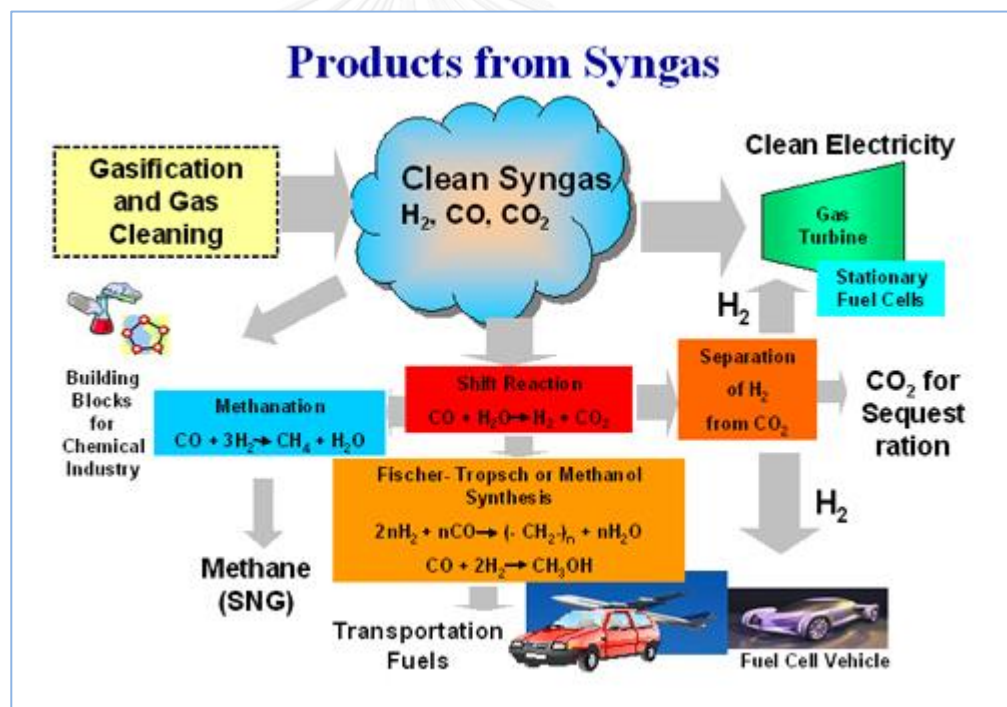 Products from Syngas
Gasification
and Gas
Cleaning
Clean Syngas
H₂, CO, CO₂
Clean Electricity
Gas
Turbine
Stationary
Fuel Cells
H₂
Building
Blocks
for
Chemical
Industry
Methanation
CO + 3H₂→CH₄ + H₂O
Shift Reaction
CO + H₂O→H₂ + CO₂
Separation
of H₂
from CO₂
CO₂ for
Sequest
ration
Fischer- Tropsch or Methanol
Synthesis
2nH₂ + nCO→(- CH₂-)ₙ + nH₂O
CO + 2H₂→CH₃OH
H₂
Methane
(SNG)
Transportation
Fuels
Fuel Cell Vehicle